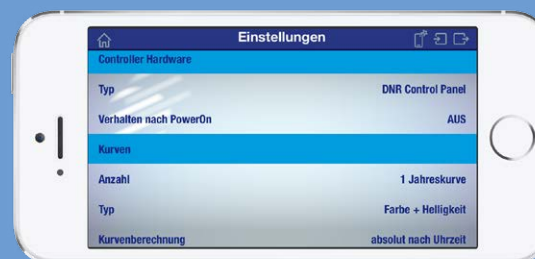 Einstellungen
Controller Hardware
Typ DNR Control Panel
Verhalten nach PowerOn AUS
Kurven
Anzahl 1 Jahreskurve
Typ Farbe + Helligkeit
Kurvenberechnung absolut nach Uhrzeit